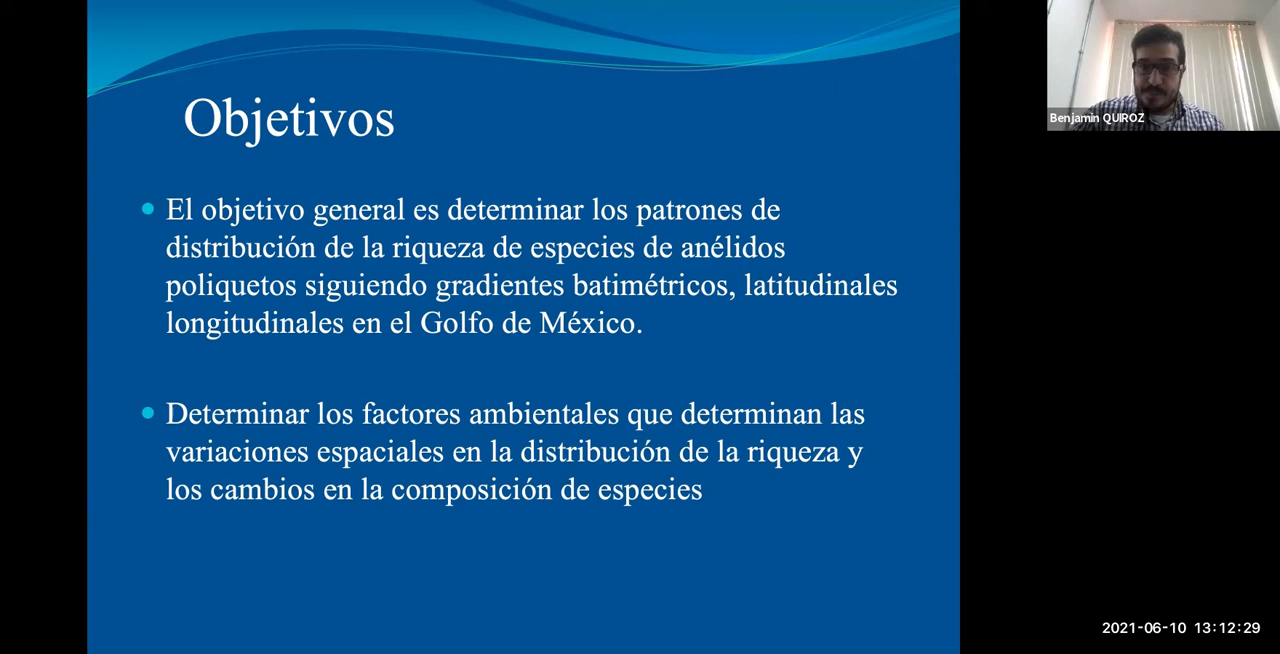 Objetivos
El objetivo general es determinar los patrones de
distribución de la riqueza de especies de anélidos
poliquetos siguiendo gradientes batimétricos, latitudinales
longitudinales en el Golfo de México.
Determinar los factores ambientales que determinan las
variaciones espaciales en la distribución de la riqueza y
los cambios en la composición de especies
Benjamin QUIROZ
2021-06-10 13:12:29